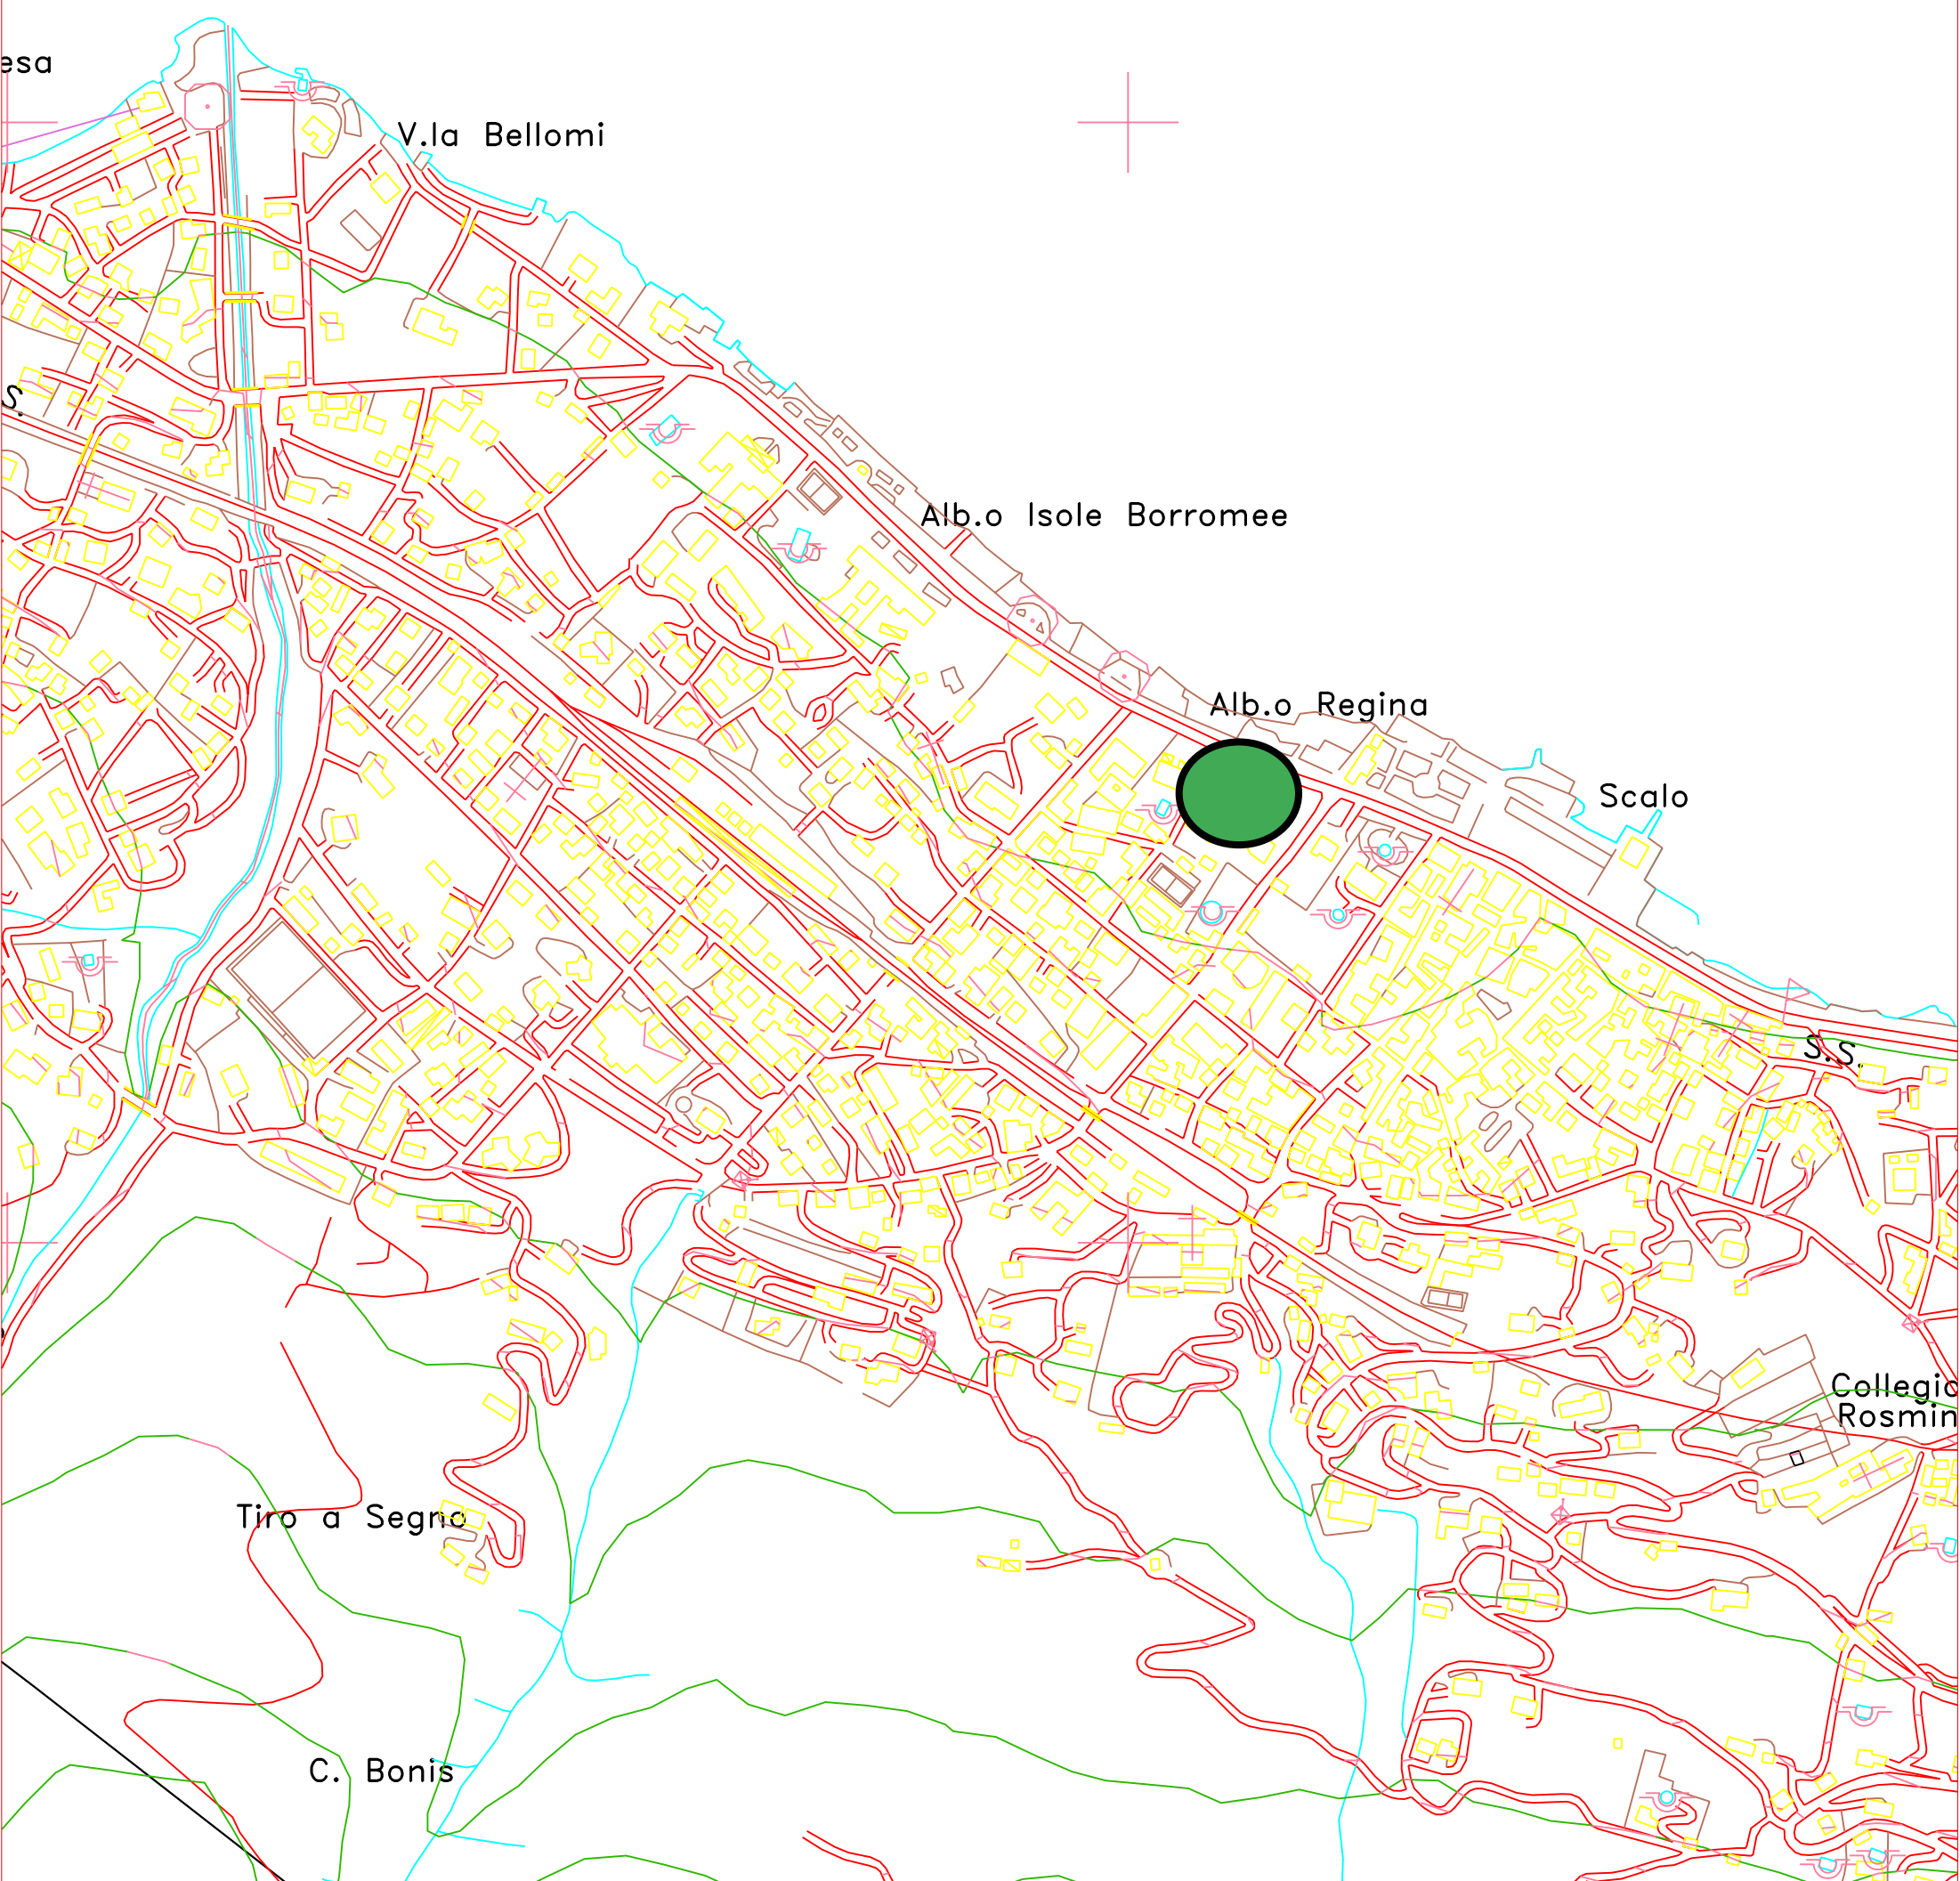 esa
V.la Bellomi
S.
Alb.o Isole Borromee
Alb.o Regina
Scalo
S.S.
Collegio
Rosmin
Tiro a Segno
C. Bonis